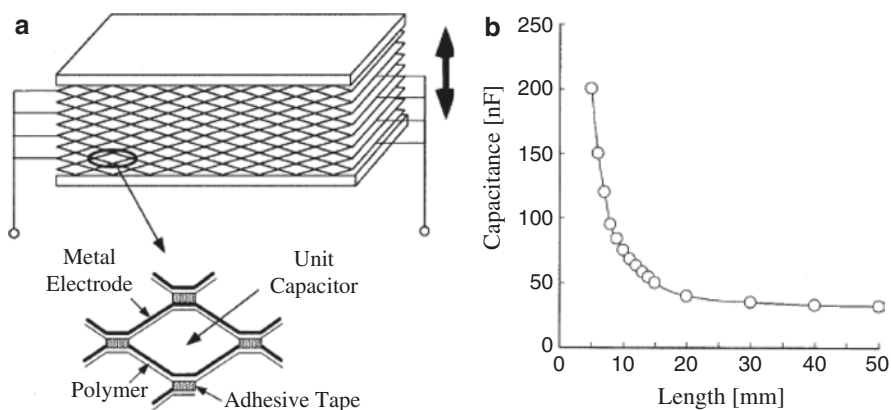 a
Metal
Electrode
Unit
Capacitor
Polymer
Adhesive Tape
b
Capacitance [nF]
250
200
150
100
50
0
0 10 20 30 40 50
Length [mm]